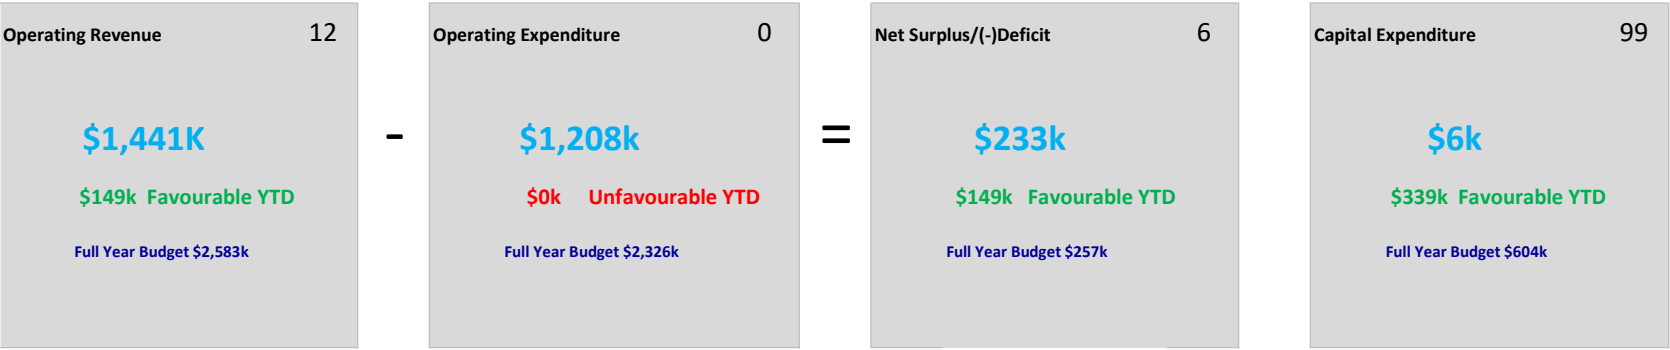 Operating Revenue 12
$1,441K
$149k Favourable YTD
Full Year Budget $2,583k
-
Operating Expenditure 0
$1,208k
$0k Unfavourable YTD
Full Year Budget $2,326k
=
Net Surplus/(-)Deficit 6
$233k
$149k Favourable YTD
Full Year Budget $257k
Capital Expenditure 99
$6k
$339k Favourable YTD
Full Year Budget $604k